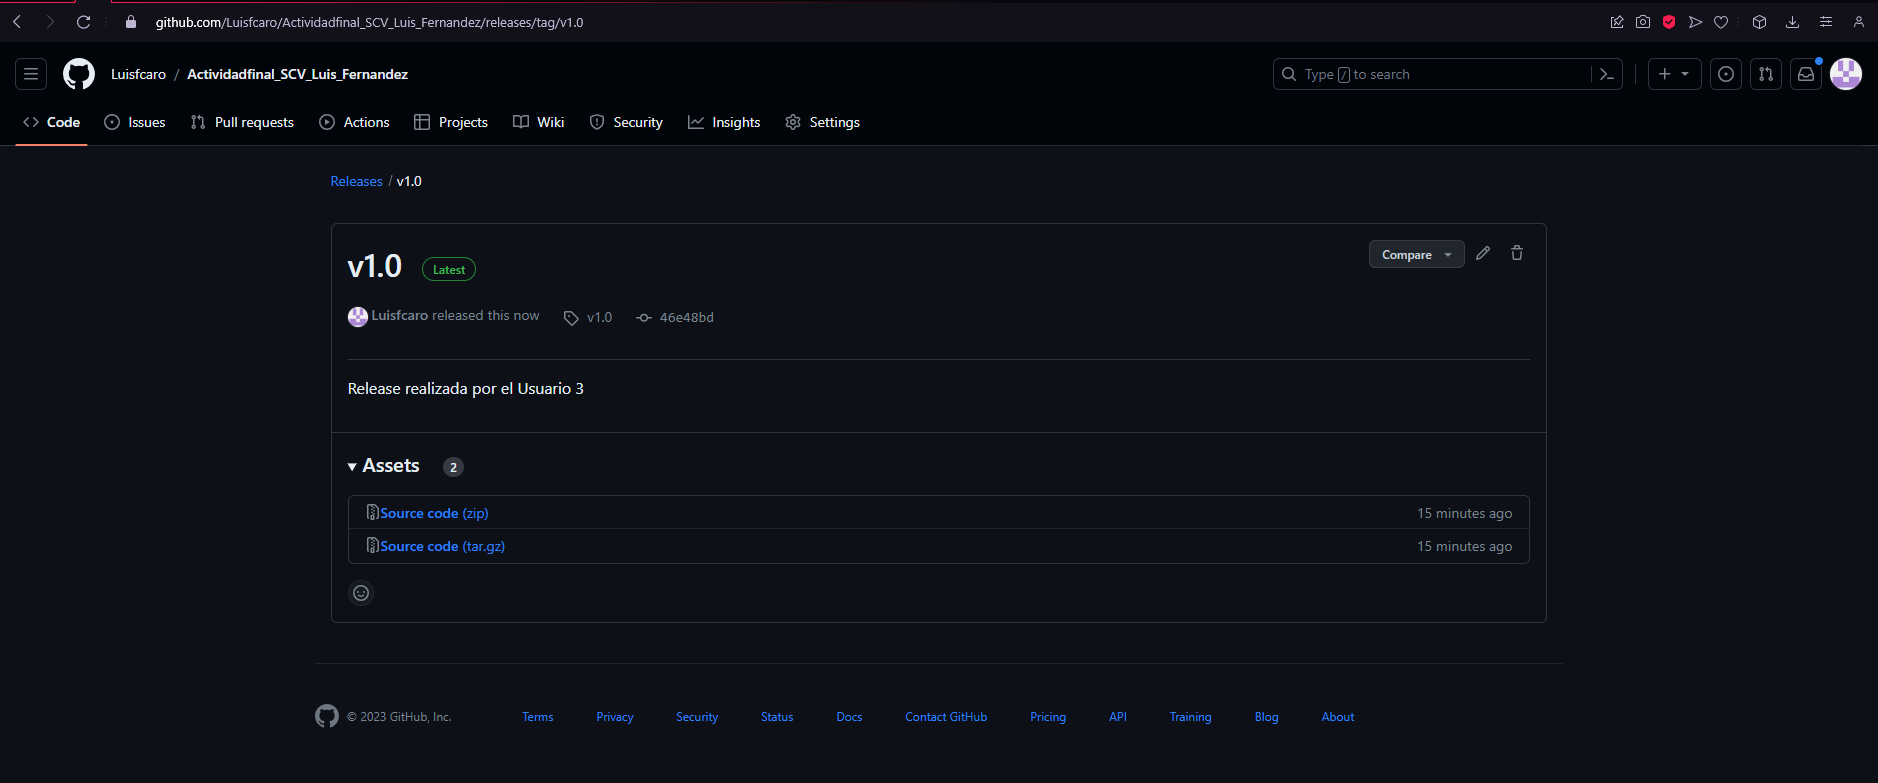 github.com/Luisfcaro/Actividadfinal_SCV_Luis_Fernandez/releases/tag/v1.0
Luisfcaro / Actividadfinal_SCV_Luis_Fernandez
Type / to search
Code Issues Pull requests Actions Projects Wiki Security Insights Settings
Releases / v1.0
v1.0 Latest
Compare
Luisfcaro released this now v1.0 46e48bd
Release realizada por el Usuario 3
Assets 2
Source code (zip) 15 minutes ago
Source code (tar.gz) 15 minutes ago
© 2023 GitHub, Inc. Terms Privacy Security Status Docs Contact GitHub Pricing API Training Blog About